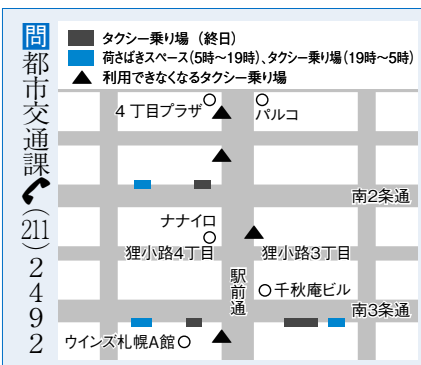 問都市交通課(211)2492
タクシー乗り場（終日）
荷さばきスペース(5時〜19時)、タクシー乗り場(19時〜5時)
利用できなくなるタクシー乗り場
4丁目プラザ
パルコ
南2条通
ナナイロ
狸小路4丁目
狸小路3丁目
駅前通
千秋庵ビル
南3条通
ウインズ札幌A館